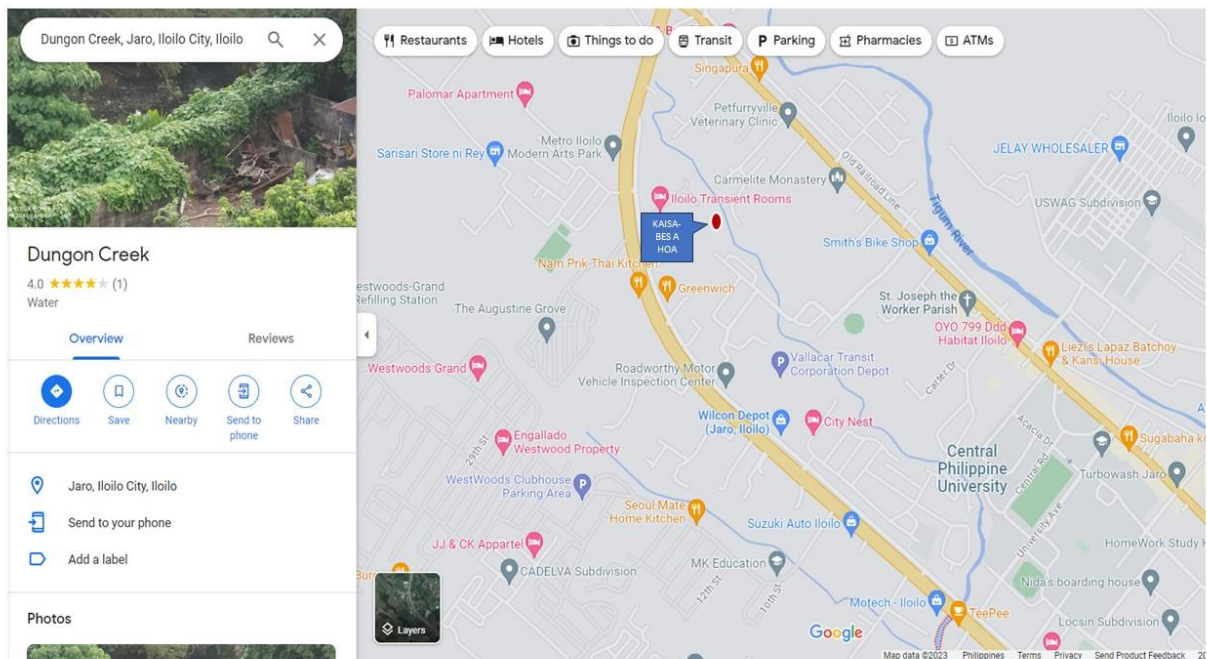 Dungon Creek, Jaro, Iloilo City, Iloilo
Dungon Creek
4.0
(1)
Water
Overview
Reviews
Directions
Save
Nearby
Send to
phone
Share
Jaro, Iloilo City, Iloilo
Send to your phone
Add a label
Photos
Restaurants
Hotels
Things to do
Transit
P Parking
Pharmacies
ATMs
Singapura
Palomar Apartment
Petfurryville
Veterinary Clinic
Iloilo Io
Metro Iloilo
Modern Arts Park
Sarisari Store ni Rey
JELAY WHOLESALER
Old Railroad Line
Carmelite Monastery
Iloilo Transient Rooms
USWAG Subdivision
Tigum River
KAISA-
BES A
HOA
Smith's Bike Shop
Nam Prik Thai Kitchen
estwoods-Grand
Refilling Station
Greenwich
St. Joseph the
Worker Parish
The Augustine Grove
OYO 799 Ddd
Habitat Iloilo
Liezl's Lapaz Batchoy
& Kansi House
Vallacar Transit
Corporation Depot
Westwoods Grand
Roadworthy Motor
Vehicle Inspection Center
Carter Dr
Wilcon Depot
(Jaro, Iloilo)
City Nest
Acacia Dr
Engallado
Westwood Property
29th St
Central
Philippine
University
Central Rd
Sugabaha k
Turbowash Jaro
WestWoods Clubhouse
Parking Area
Seoul Mate
Home Kitchen
Suzuki Auto Iloilo
University Ave
HomeWork Study H
JJ & CK Appartel
CADELVA Subdivision
MK Education
12th St
10th St
Nida's boarding house
Motech - Iloilo
TeePee
Locsin Subdivision
Layers
Google
Map data ©2023 Philippines Terms Privacy Send Product Feedback 20